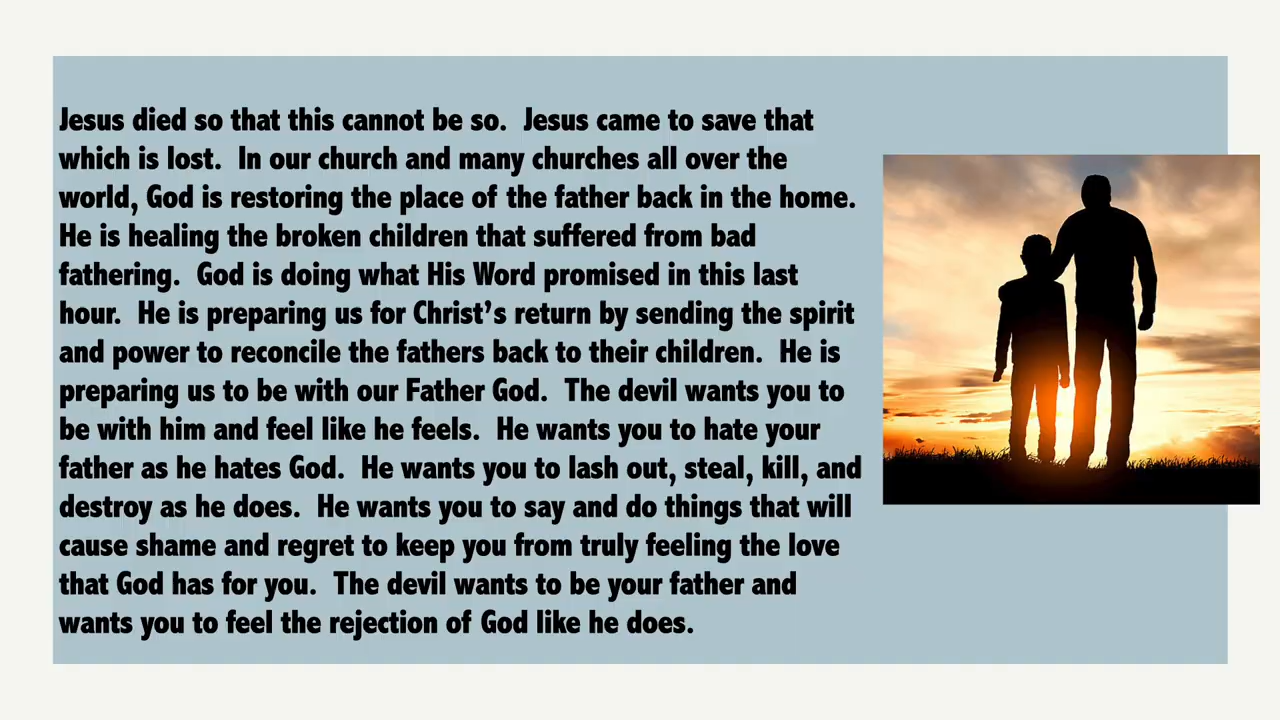 Jesus died so that this cannot be so.  Jesus came to save that
which is lost.  In our church and many churches all over the
world, God is restoring the place of the father back in the home.
He is healing the broken children that suffered from bad
fathering.  God is doing what His Word promised in this last
hour.  He is preparing us for Christ’s return by sending the spirit
and power to reconcile the fathers back to their children.  He is
preparing us to be with our Father God.  The devil wants you to
be with him and feel like he feels.  He wants you to hate your
father as he hates God.  He wants you to lash out, steal, kill, and
destroy as he does.  He wants you to say and do things that will
cause shame and regret to keep you from truly feeling the love
that God has for you.  The devil wants to be your father and
wants you to feel the rejection of God like he does.